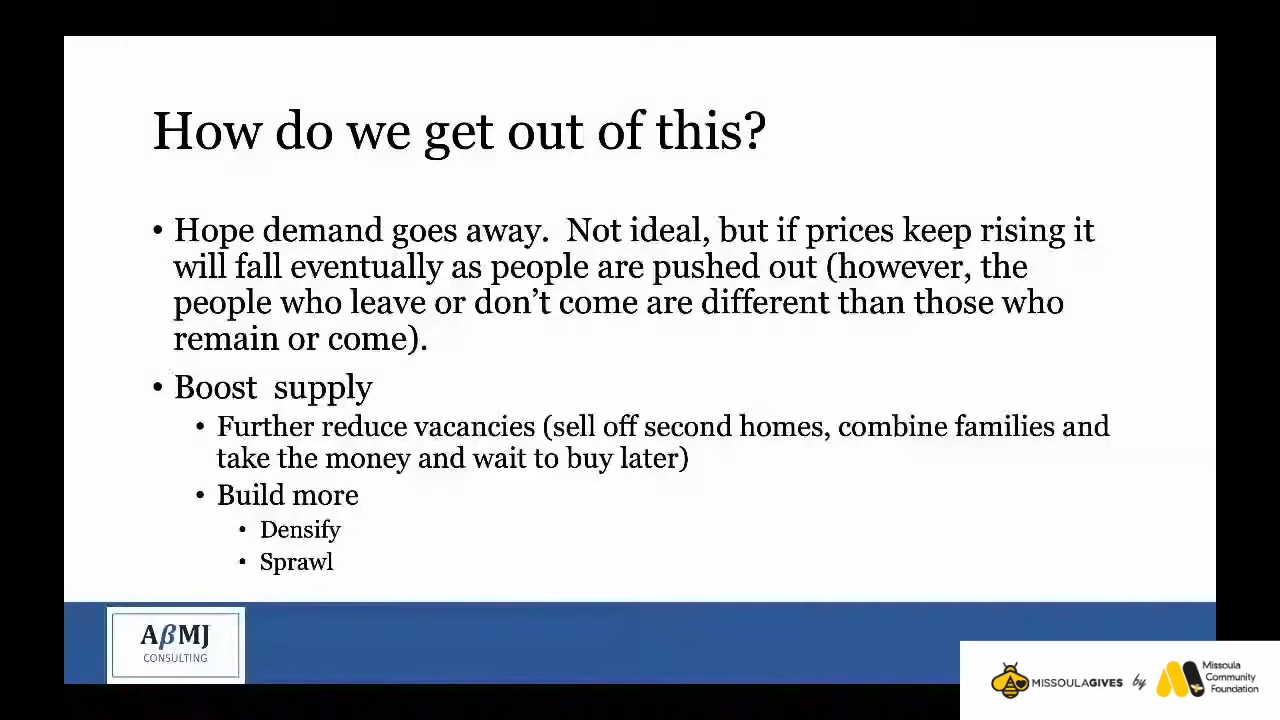 How do we get out of this?
• Hope demand goes away.  Not ideal, but if prices keep rising it
will fall eventually as people are pushed out (however, the
people who leave or don’t come are different than those who
remain or come).
• Boost  supply
• Further reduce vacancies (sell off second homes, combine families and
take the money and wait to buy later)
• Build more
• Densify
• Sprawl
AβMJ
CONSULTING
MISSOULAGIVES by
Missoula
Community
Foundation